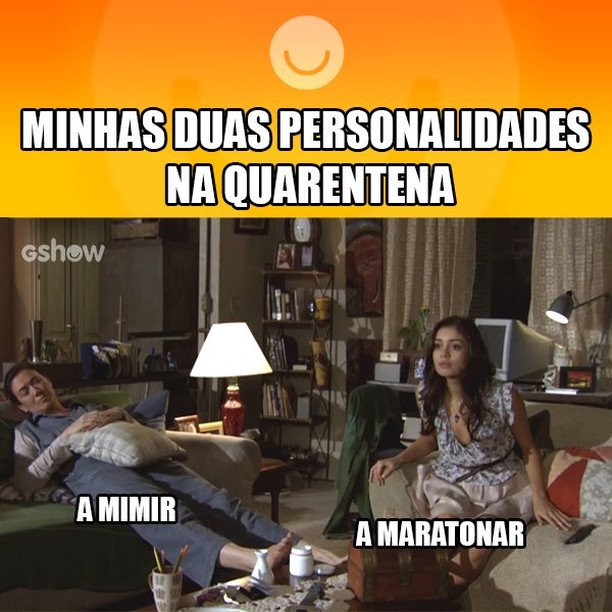 MINHAS DUAS PERSONALIDADES
NA QUARENTENA
GSHOW
A MIMIR
A MARATONAR